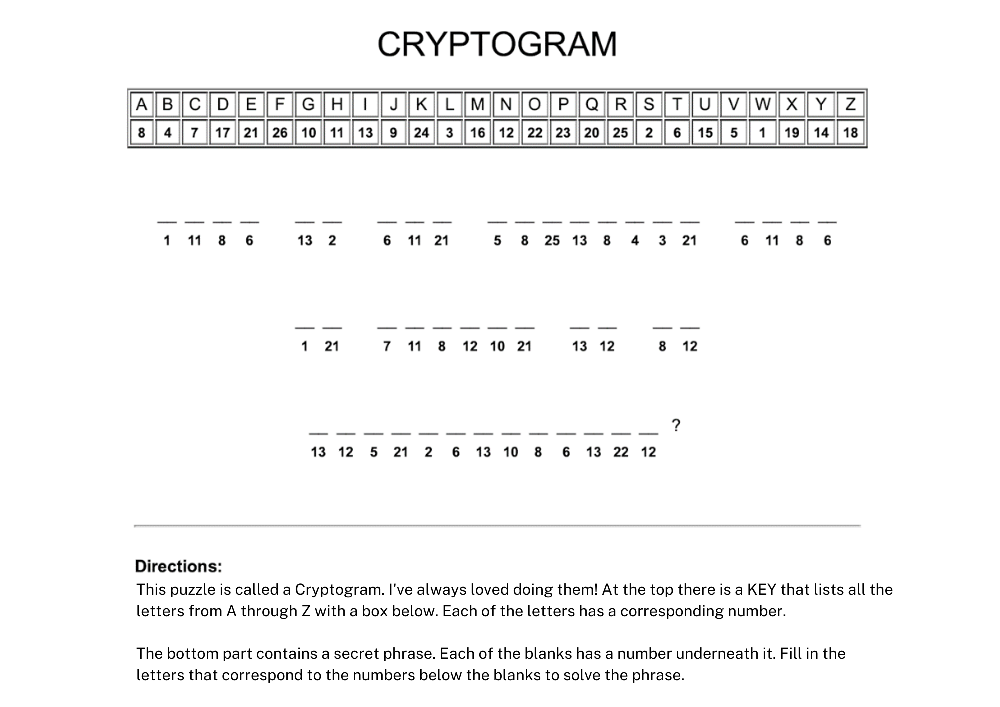 CRYPTOGRAM
A B C D E F G H I J K L M N O P Q R S T U V W X Y Z
8 4 7 17 21 26 10 11 13 9 24 3 16 12 22 23 20 25 2 6 15 5 1 19 14 18
1 11 8 6 13 2 6 11 21 5 8 25 13 8 4 3 21 6 11 8 6
1 21 7 11 8 12 10 21 13 12 8 12
?
13 12 5 21 2 6 13 10 8 6 13 22 12
Directions:
This puzzle is called a Cryptogram. I've always loved doing them! At the top there is a KEY that lists all the
letters from A through Z with a box below. Each of the letters has a corresponding number.
The bottom part contains a secret phrase. Each of the blanks has a number underneath it. Fill in the
letters that correspond to the numbers below the blanks to solve the phrase.